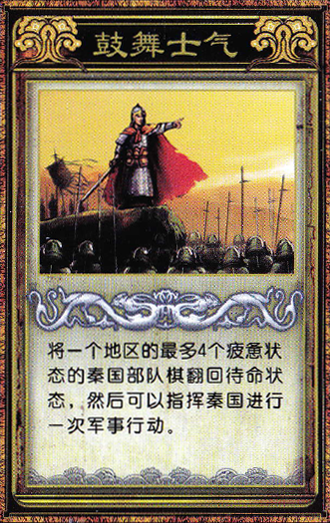 鼓舞士气
将一个地区的最多4个疲惫状
态的秦国部队棋翻回待命状
态，然后可以指挥秦国进行
一次军事行动。